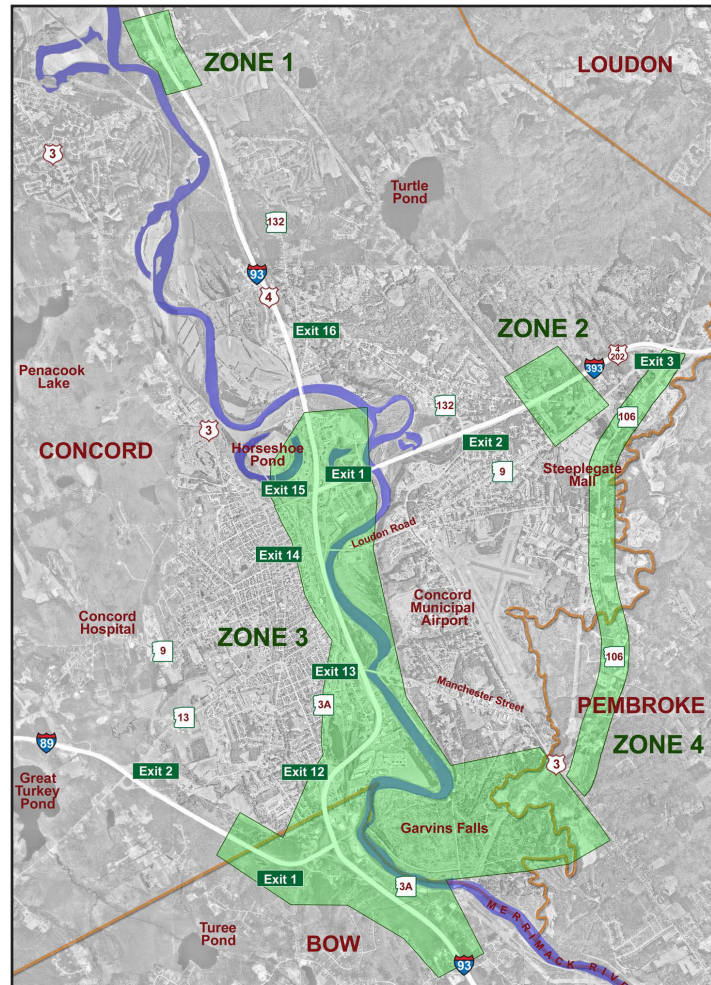 ZONE 1
LOUDON
3
Turtle
Pond
132
93
4
Exit 16
ZONE 2
4
202
393
Exit 3
Penacook
Lake
132
106
3
Exit 2
CONCORD
Horseshoe
Pond
Exit 1
9
Steeplegate
Mall
Exit 15
Loudon Road
Exit 14
Concord
Municipal
Airport
Concord
Hospital
ZONE 3
9
106
Exit 13
Manchester Street
3A
13
PEMBROKE
ZONE 4
89
Exit 2
Exit 12
3
Great
Turkey
Pond
Garvins Falls
Exit 1
3A
MERRIMACK RIVE
Turee
Pond
BOW
93